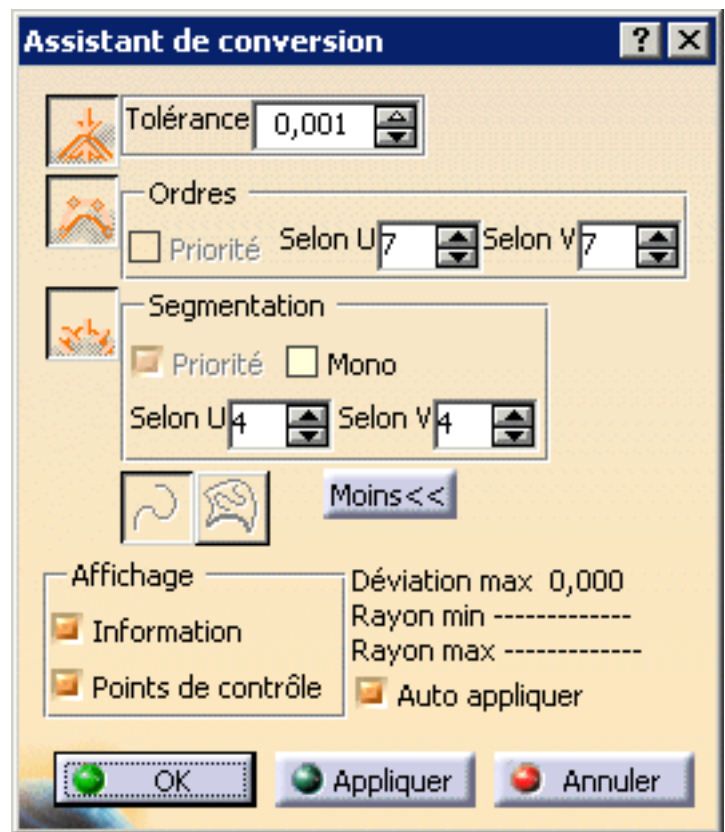 Assistant de conversion
Tolérance 0,001
Ordres
Priorité Selon U 7 Selon V 7
Segmentation
Priorité Mono
Selon U 4 Selon V 4
Moins<<
Affichage
Information
Points de contrôle
Déviation max 0,000
Rayon min -------------
Rayon max -------------
Auto appliquer
OK Appliquer Annuler